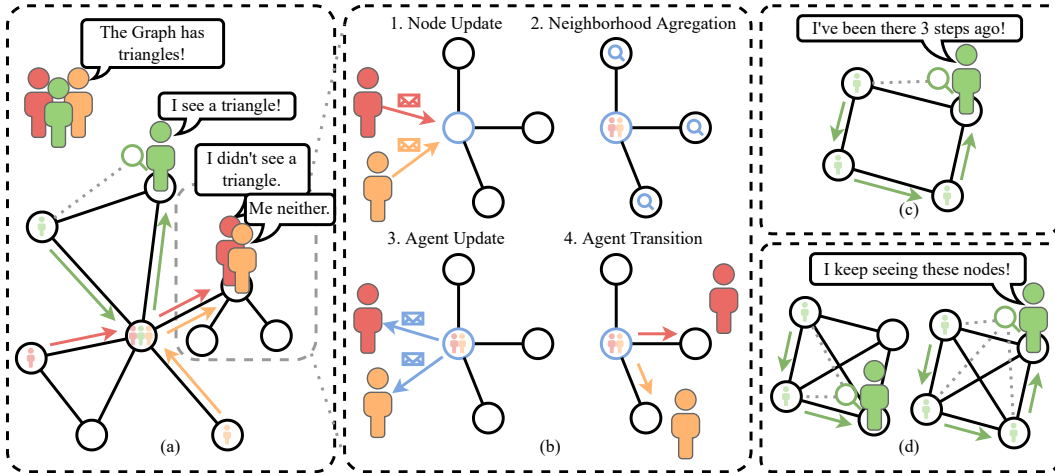 The Graph has
triangles!
I see a triangle!
I didn't see a
triangle.
Me neither.
(a)
1. Node Update
2. Neighborhood Agregation
3. Agent Update
4. Agent Transition
(b)
I've been there 3 steps ago!
(c)
I keep seeing these nodes!
(d)